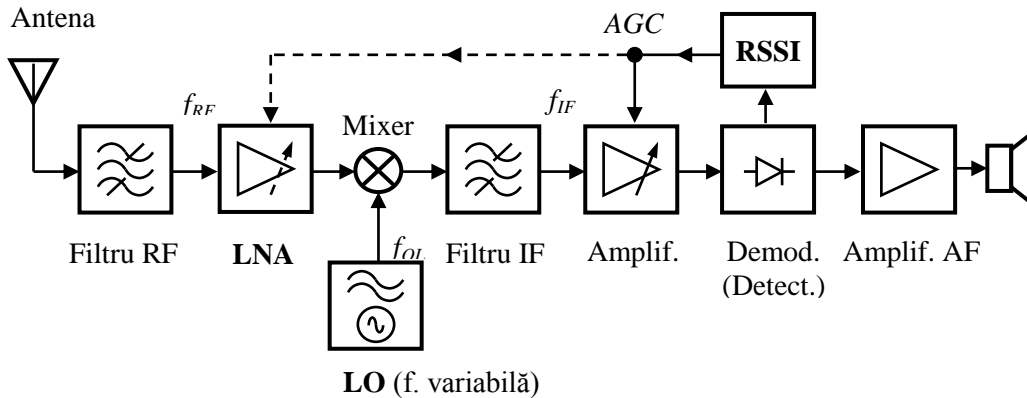 Antena
AGC
RSSI
f_RF
f_IF
Mixer
Filtru RF
LNA
f_OL
Filtru IF
Amplif.
Demod.
(Detect.)
Amplif. AF
LO (f. variabilă)